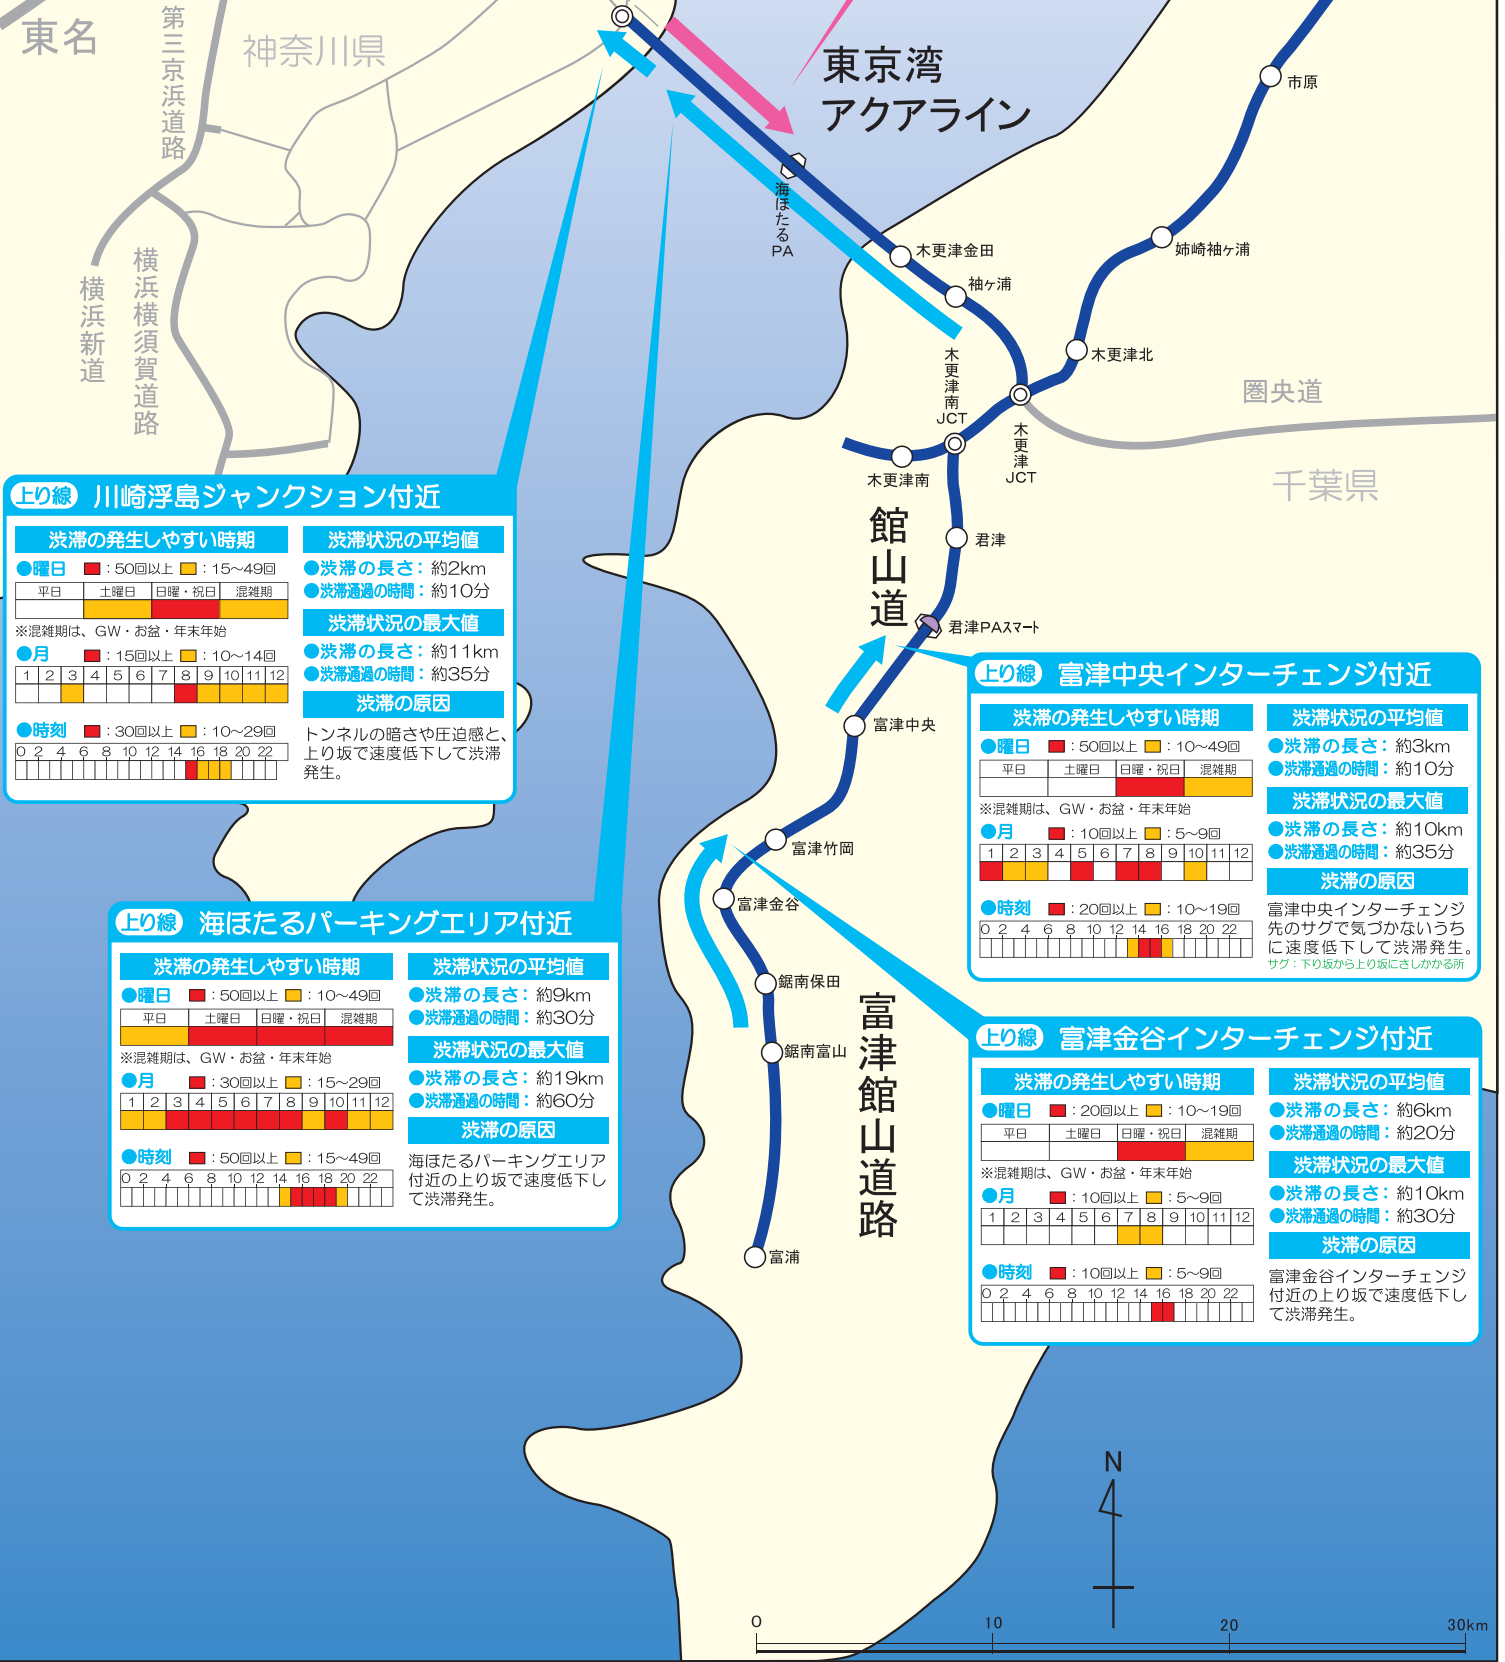 東名
第三京浜道路
神奈川県
東京湾
アクアライン
市原
海ほたる
PA
木更津金田
袖ヶ浦
姉崎袖ヶ浦
横浜新道
横浜横須賀道路
木更津南
JCT
木更津北
圏央道
木更津
JCT
木更津南
千葉県
館山道
君津
君津PAスマート
富津中央
富津竹岡
富津金谷
鋸南保田
鋸南富山
富津館山道路
富浦
上り線 川崎浮島ジャンクション付近
渋滞の発生しやすい時期
●曜日 :50回以上 :15～49回
平日 土曜日 日曜・祝日 混雑期
※混雑期は、GW・お盆・年末年始
●月 :15回以上 :10～14回
1 2 3 4 5 6 7 8 9 10 11 12
●時刻 :30回以上 :10～29回
0 2 4 6 8 10 12 14 16 18 20 22
渋滞状況の平均値
●渋滞の長さ：約2km
●渋滞通過の時間：約10分
渋滞状況の最大値
●渋滞の長さ：約11km
●渋滞通過の時間：約35分
渋滞の原因
トンネルの暗さや圧迫感と、
上り坂で速度低下して渋滞
発生。
上り線 海ほたるパーキングエリア付近
渋滞の発生しやすい時期
●曜日 :50回以上 :10～49回
平日 土曜日 日曜・祝日 混雑期
※混雑期は、GW・お盆・年末年始
●月 :30回以上 :15～29回
1 2 3 4 5 6 7 8 9 10 11 12
●時刻 :50回以上 :15～49回
0 2 4 6 8 10 12 14 16 18 20 22
渋滞状況の平均値
●渋滞の長さ：約9km
●渋滞通過の時間：約30分
渋滞状況の最大値
●渋滞の長さ：約19km
●渋滞通過の時間：約60分
渋滞の原因
海ほたるパーキングエリア
付近の上り坂で速度低下し
て渋滞発生。
上り線 富津中央インターチェンジ付近
渋滞の発生しやすい時期
●曜日 :50回以上 :10～49回
平日 土曜日 日曜・祝日 混雑期
※混雑期は、GW・お盆・年末年始
●月 :10回以上 :5～9回
1 2 3 4 5 6 7 8 9 10 11 12
●時刻 :20回以上 :10～19回
0 2 4 6 8 10 12 14 16 18 20 22
渋滞状況の平均値
●渋滞の長さ：約3km
●渋滞通過の時間：約10分
渋滞状況の最大値
●渋滞の長さ：約10km
●渋滞通過の時間：約35分
渋滞の原因
富津中央インターチェンジ
先のサグで気づかないうち
に速度低下して渋滞発生。
サグ：下り坂から上り坂にさしかかる所
上り線 富津金谷インターチェンジ付近
渋滞の発生しやすい時期
●曜日 :20回以上 :10～19回
平日 土曜日 日曜・祝日 混雑期
※混雑期は、GW・お盆・年末年始
●月 :10回以上 :5～9回
1 2 3 4 5 6 7 8 9 10 11 12
●時刻 :10回以上 :5～9回
0 2 4 6 8 10 12 14 16 18 20 22
渋滞状況の平均値
●渋滞の長さ：約6km
●渋滞通過の時間：約20分
渋滞状況の最大値
●渋滞の長さ：約10km
●渋滞通過の時間：約30分
渋滞の原因
富津金谷インターチェンジ
付近の上り坂で速度低下し
て渋滞発生。
N
0 10 20 30km